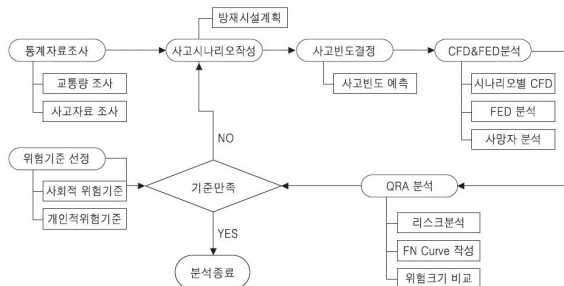 방재시설계획
통계자료조사
사고시나리오작성
사고빈도결정
CFD&FED분석
교통량 조사
사고자료 조사
사고빈도 예측
시나리오별 CFD
FED 분석
사망자 분석
NO
위험기준 선정
사회적 위험기준
개인적위험기준
기준만족
QRA 분석
리스크분석
FN Curve 작성
위험크기 비교
YES
분석종료